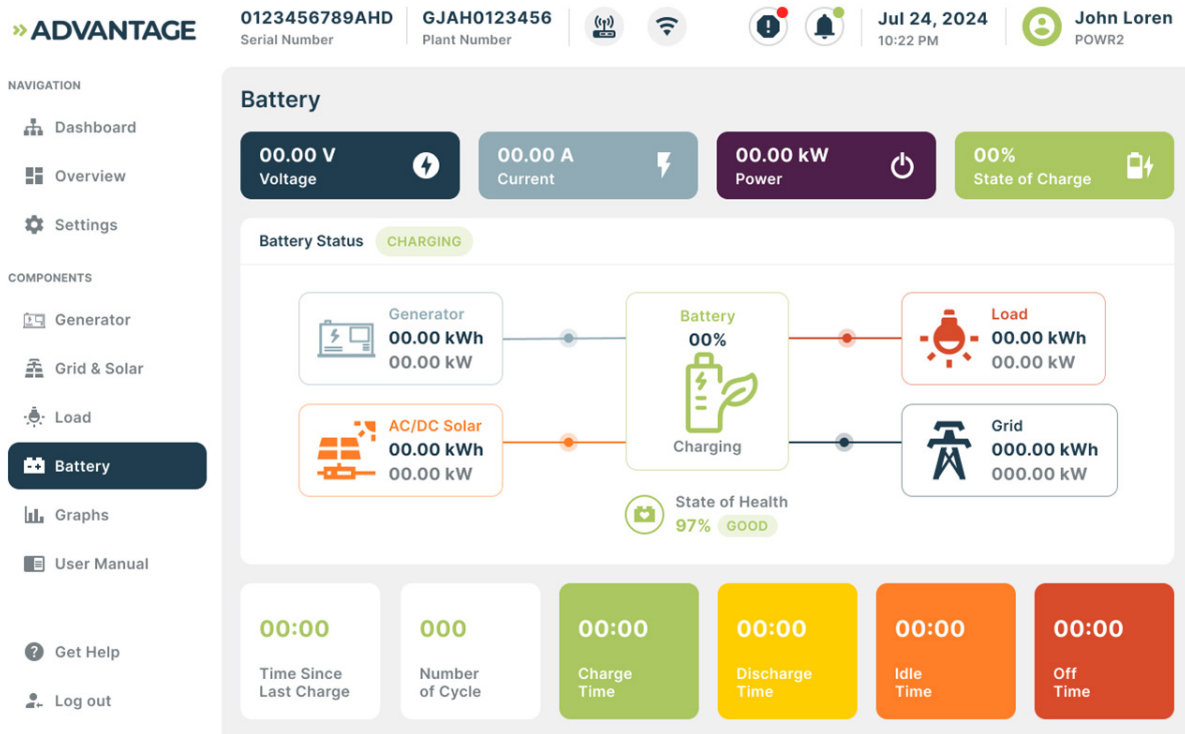 ADVANTAGE
0123456789AHD
Serial Number
GJAH0123456
Plant Number
Jul 24, 2024
10:22 PM
John Loren
POWR2
NAVIGATION
Dashboard
Overview
Settings
COMPONENTS
Generator
Grid & Solar
Load
Battery
Graphs
User Manual
Get Help
Log out
Battery
00.00 V
Voltage
00.00 A
Current
00.00 kW
Power
00%
State of Charge
Battery Status CHARGING
Generator
00.00 kWh
00.00 kW
AC/DC Solar
00.00 kWh
00.00 kW
Battery
00%
Charging
State of Health
97% GOOD
Load
00.00 kWh
00.00 kW
Grid
000.00 kWh
000.00 kW
00:00
Time Since
Last Charge
000
Number
of Cycle
00:00
Charge
Time
00:00
Discharge
Time
00:00
Idle
Time
00:00
Off
Time